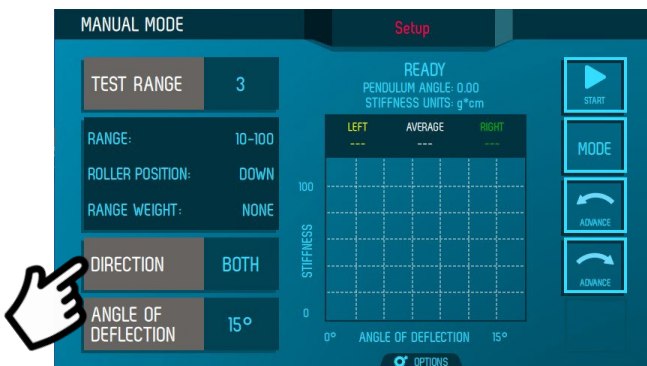 MANUAL MODE
Setup
TEST RANGE 3
RANGE: 10-100
ROLLER POSITION: DOWN
RANGE WEIGHT: NONE
DIRECTION BOTH
ANGLE OF
DEFLECTION 15°
READY
PENDULUM ANGLE: 0.00
STIFFNESS UNITS: g*cm
LEFT AVERAGE RIGHT
--- --- ---
100
STIFFNESS
0
0° ANGLE OF DEFLECTION 15°
OPTIONS
START
MODE
ADVANCE
ADVANCE